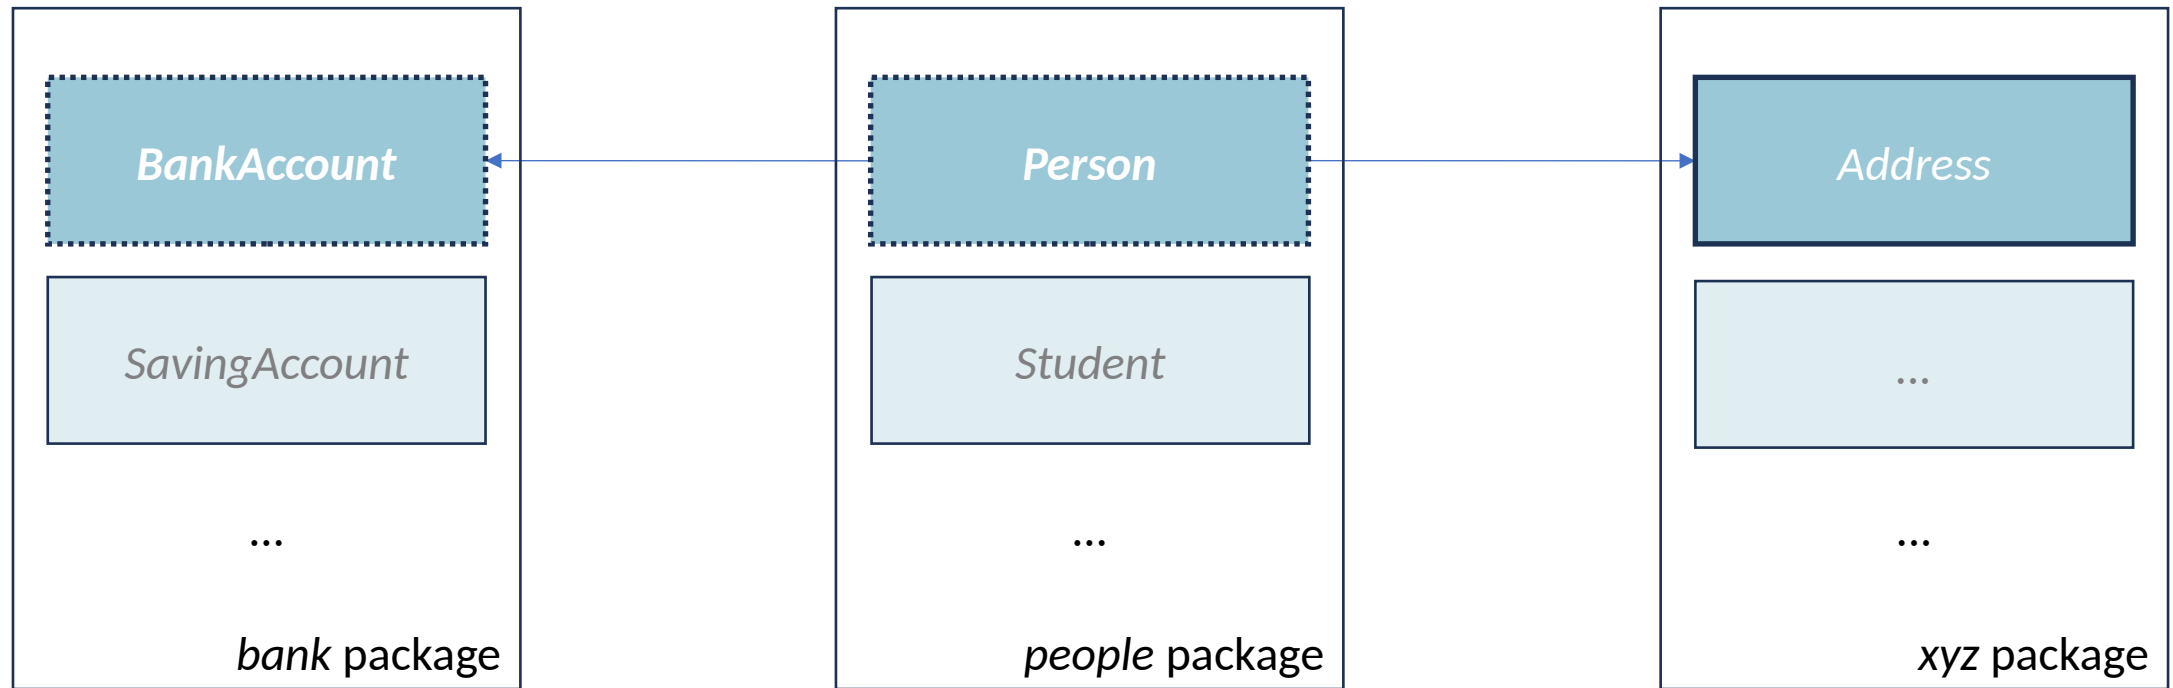 BankAccount
Person
Address
SavingAccount
Student
...
...
...
...
bank package
people package
xyz package